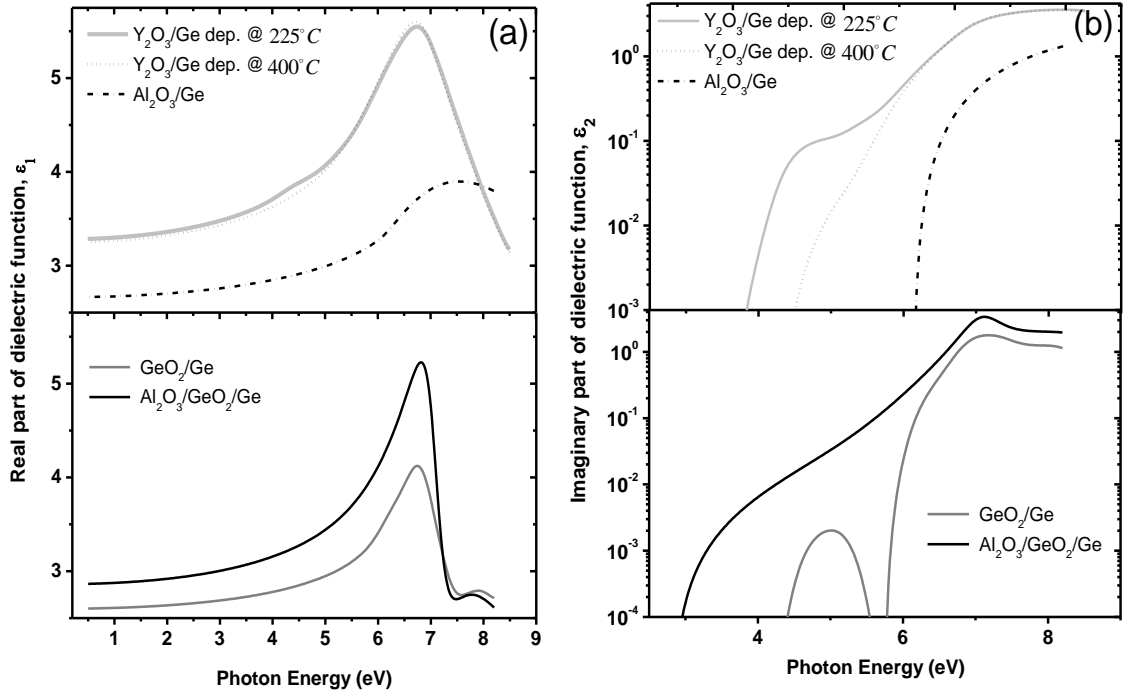 (a)
Y₂O₃/Ge dep. @ 225°C
Y₂O₃/Ge dep. @ 400°C
Al₂O₃/Ge
5
4
3
Real part of dielectric function, ε₁
GeO₂/Ge
Al₂O₃/GeO₂/Ge
5
4
3
1 2 3 4 5 6 7 8 9
Photon Energy (eV)
(b)
Y₂O₃/Ge dep. @ 225°C
Y₂O₃/Ge dep. @ 400°C
Al₂O₃/Ge
10⁰
10⁻¹
10⁻²
10⁻³
Imaginary part of dielectric function, ε₂
10⁰
10⁻¹
10⁻²
10⁻³
10⁻⁴
GeO₂/Ge
Al₂O₃/GeO₂/Ge
4 6 8
Photon Energy (eV)